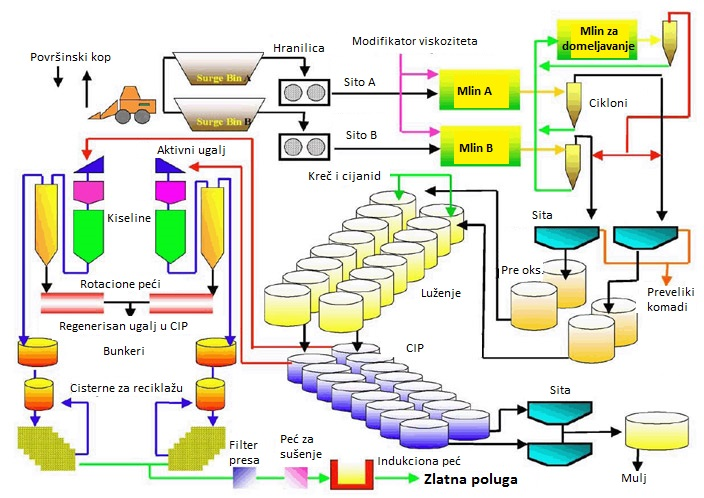 Površinski kop
Hranilica
Surge Bin A
Surge Bin B
Sito A
Sito B
Modifikator viskoziteta
Mlin A
Mlin B
Mlin za
domeljavanje
Cikloni
Aktivni ugalj
Kiseline
Kreč i cijanid
Sita
Preveliki
komadi
Pre oks.
Luženje
Rotacione peći
Regenerisan ugalj u CIP
Bunkeri
Cisterne za reciklažu
CIP
Sita
Mulj
Filter
presa
Peć za
sušenje
Indukciona peć
Zlatna poluga